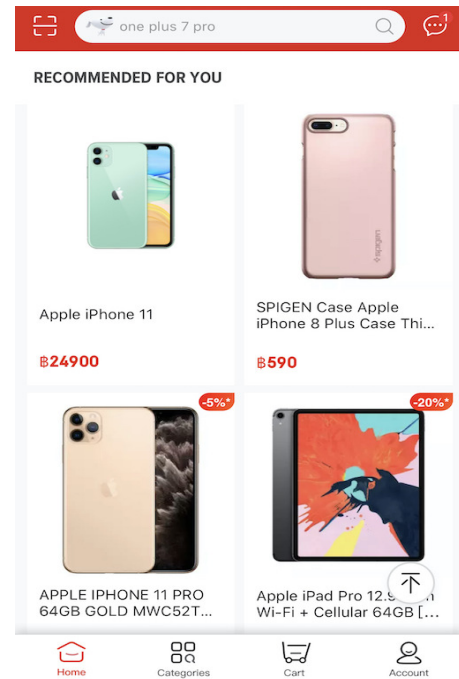 one plus 7 pro
1
RECOMMENDED FOR YOU
Apple iPhone 11
฿24900
spigen
SPIGEN Case Apple
iPhone 8 Plus Case Thi...
฿590
-5%*
APPLE IPHONE 11 PRO
64GB GOLD MWC52T...
-20%*
Apple iPad Pro 12.9
Wi-Fi + Cellular 64GB [...
Home
Categories
Cart
Account